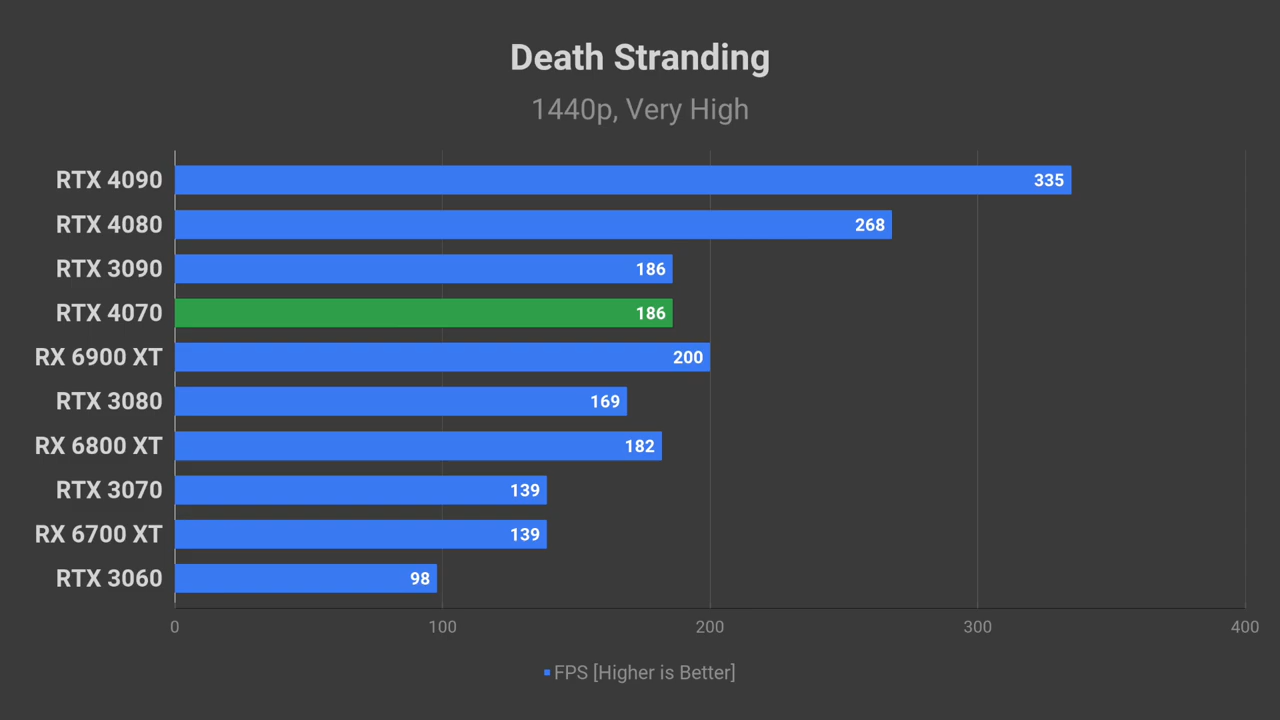 Death Stranding
1440p, Very High
RTX 4090 335
RTX 4080 268
RTX 3090 186
RTX 4070 186
RX 6900 XT 200
RTX 3080 169
RX 6800 XT 182
RTX 3070 139
RX 6700 XT 139
RTX 3060 98
0 100 200 300 400
FPS [Higher is Better]